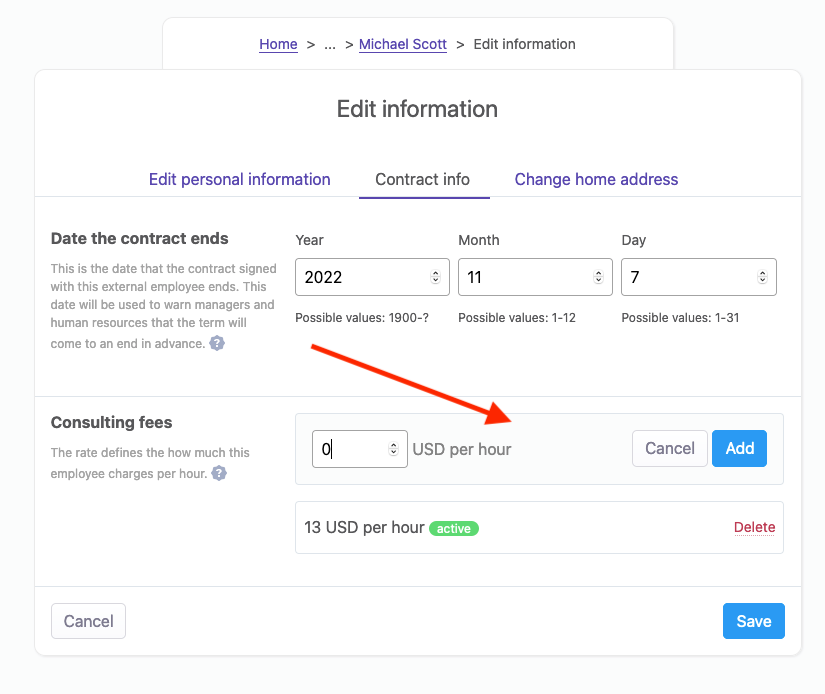 Home > ... > Michael Scott > Edit information
Edit information
Edit personal information Contract info Change home address
Date the contract ends
This is the date that the contract signed
with this external employee ends. This
date will be used to warn managers and
human resources that the term will
come to an end in advance. ?
Year Month Day
2022 11 7
Possible values: 1900-? Possible values: 1-12 Possible values: 1-31
Consulting fees
The rate defines the how much this
employee charges per hour. ?
0 USD per hour Cancel Add
13 USD per hour active Delete
Cancel Save